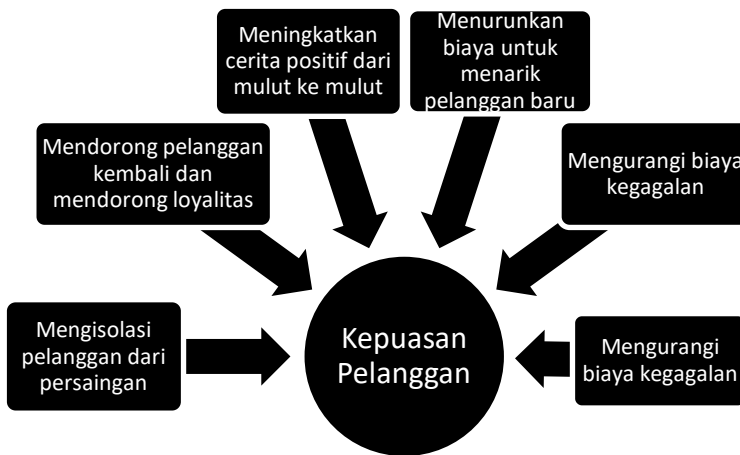 Meningkatkan
cerita positif dari
mulut ke mulut
Menurunkan
biaya untuk
menarik
pelanggan baru
Mendorong pelanggan
kembali dan
mendorong loyalitas
Mengurangi biaya
kegagalan
Mengisolasi
pelanggan dari
persaingan
Kepuasan
Pelanggan
Mengurangi
biaya kegagalan